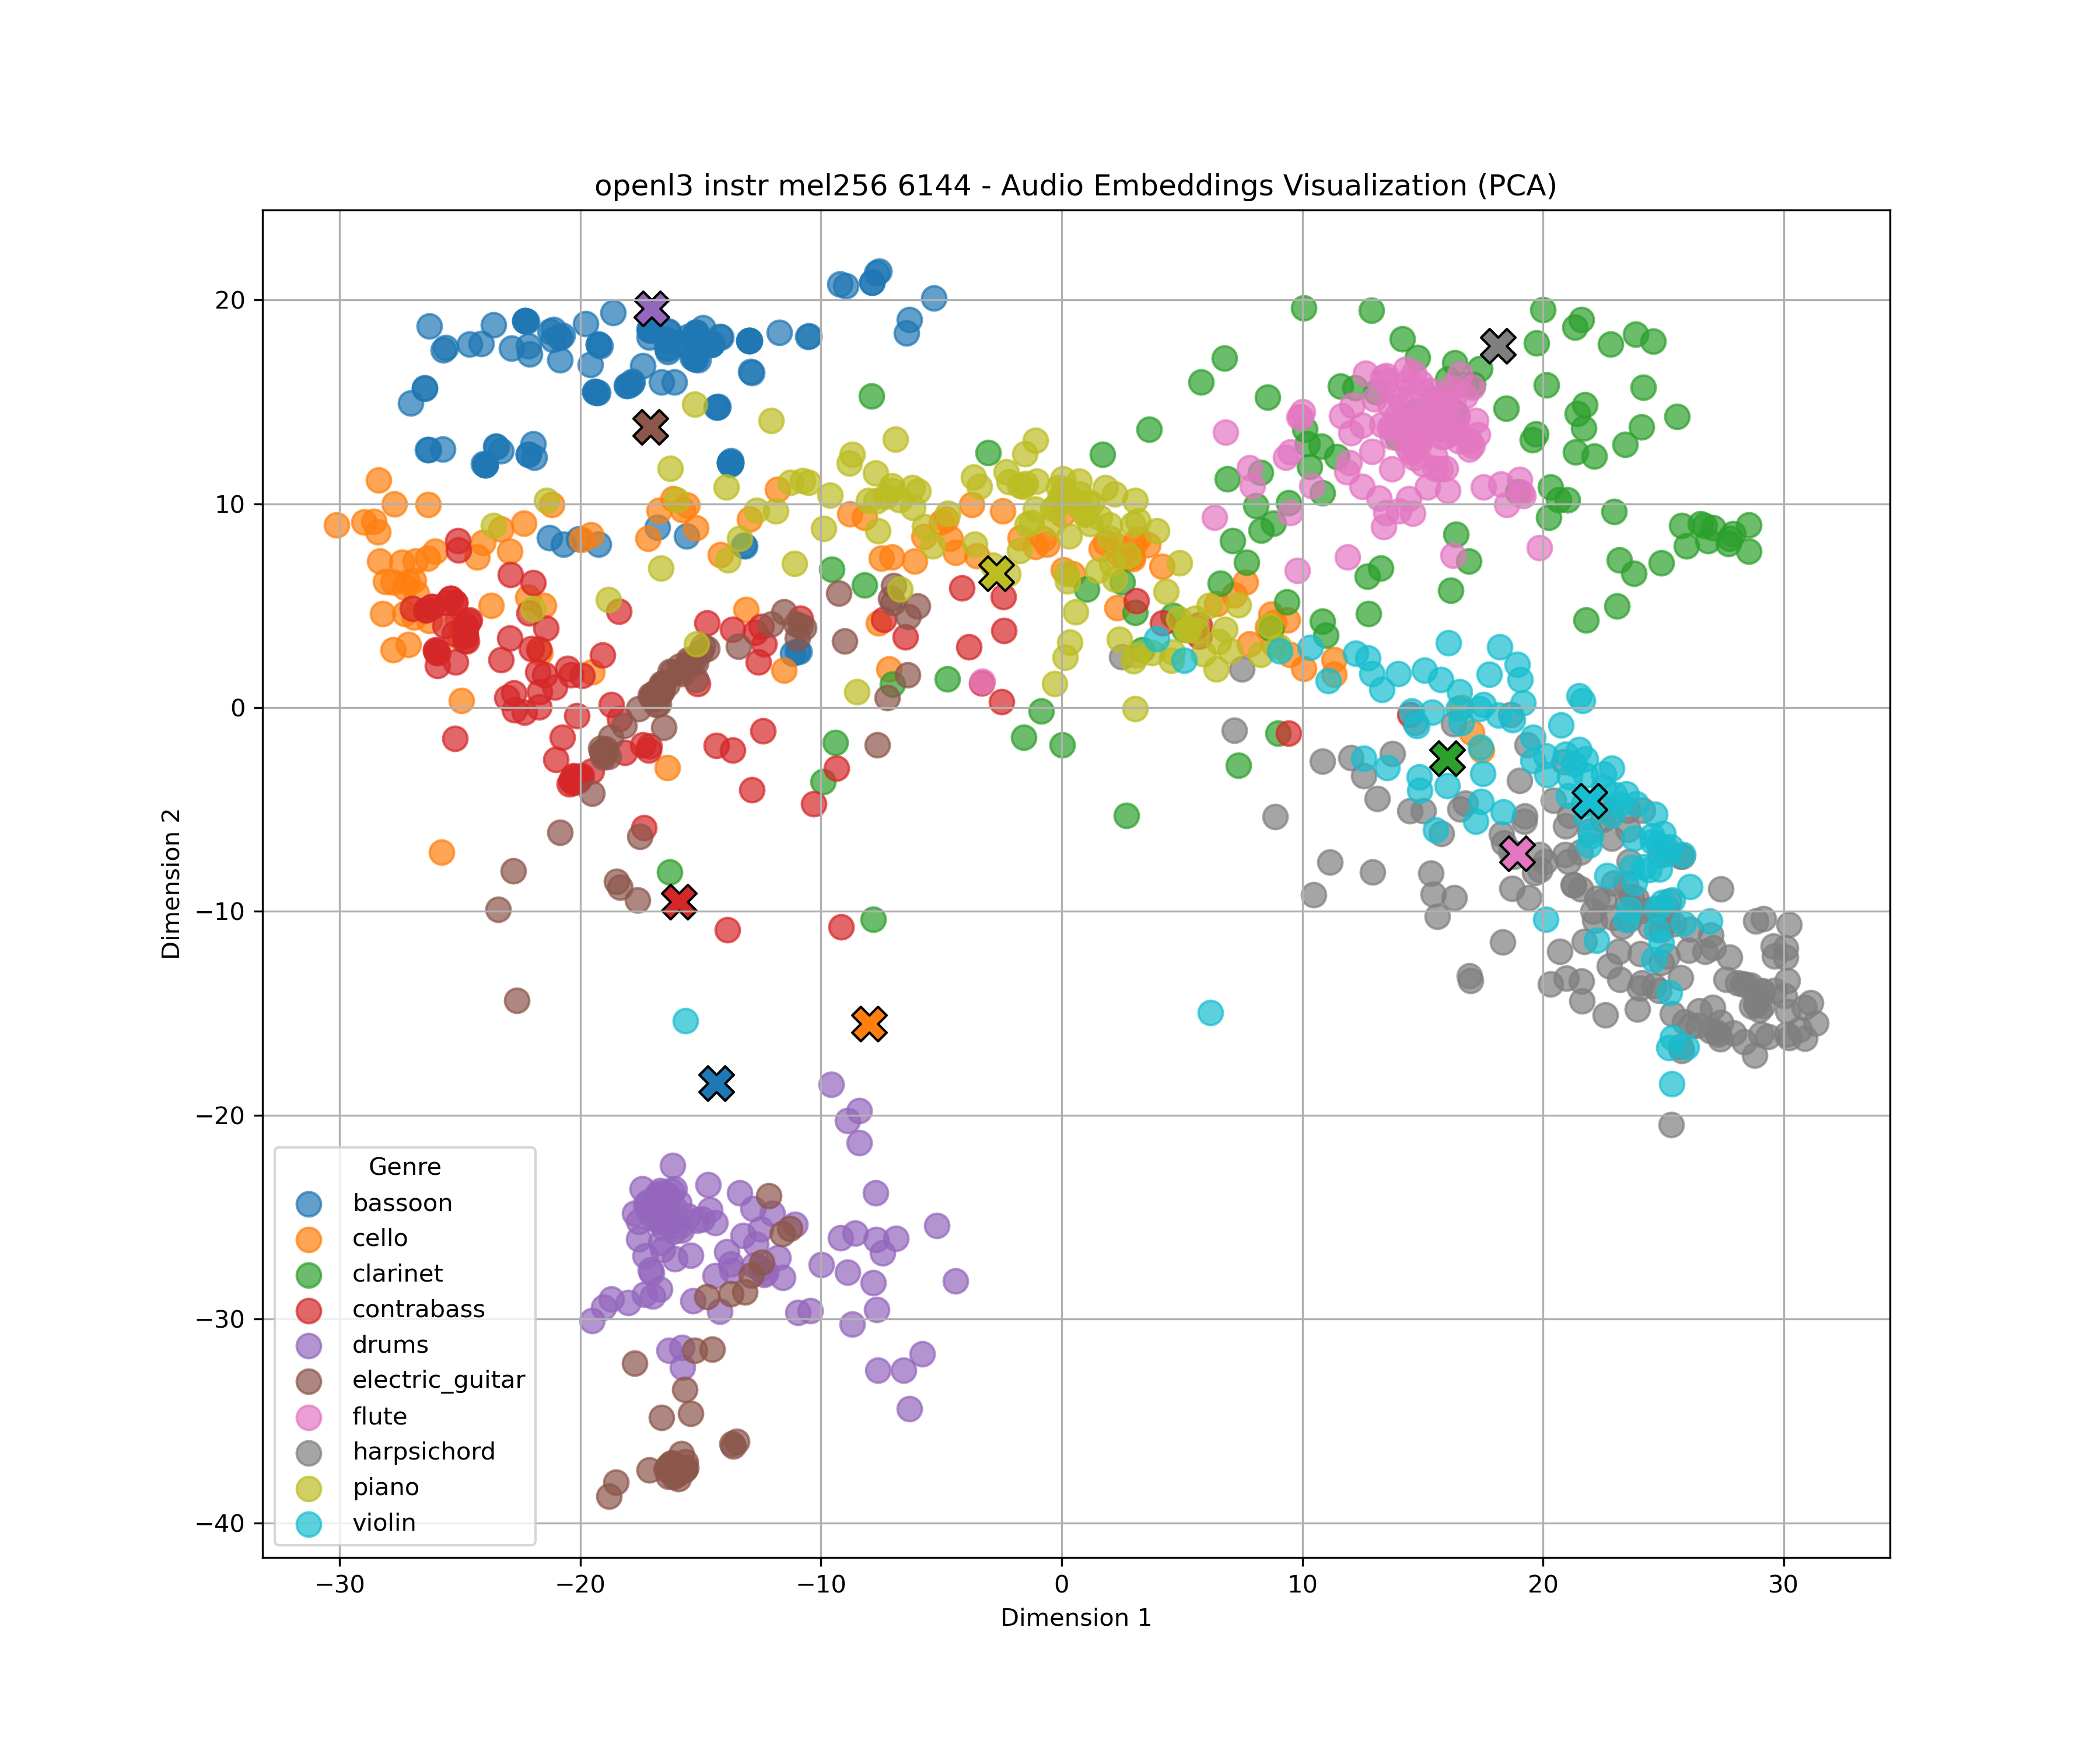 openl3 instr mel256 6144 - Audio Embeddings Visualization (PCA)
20
10
0
−10
−20
−30
−40
Dimension 2
Genre
bassoon
cello
clarinet
contrabass
drums
electric_guitar
flute
harpsichord
piano
violin
−30
−20
−10
0
10
20
30
Dimension 1